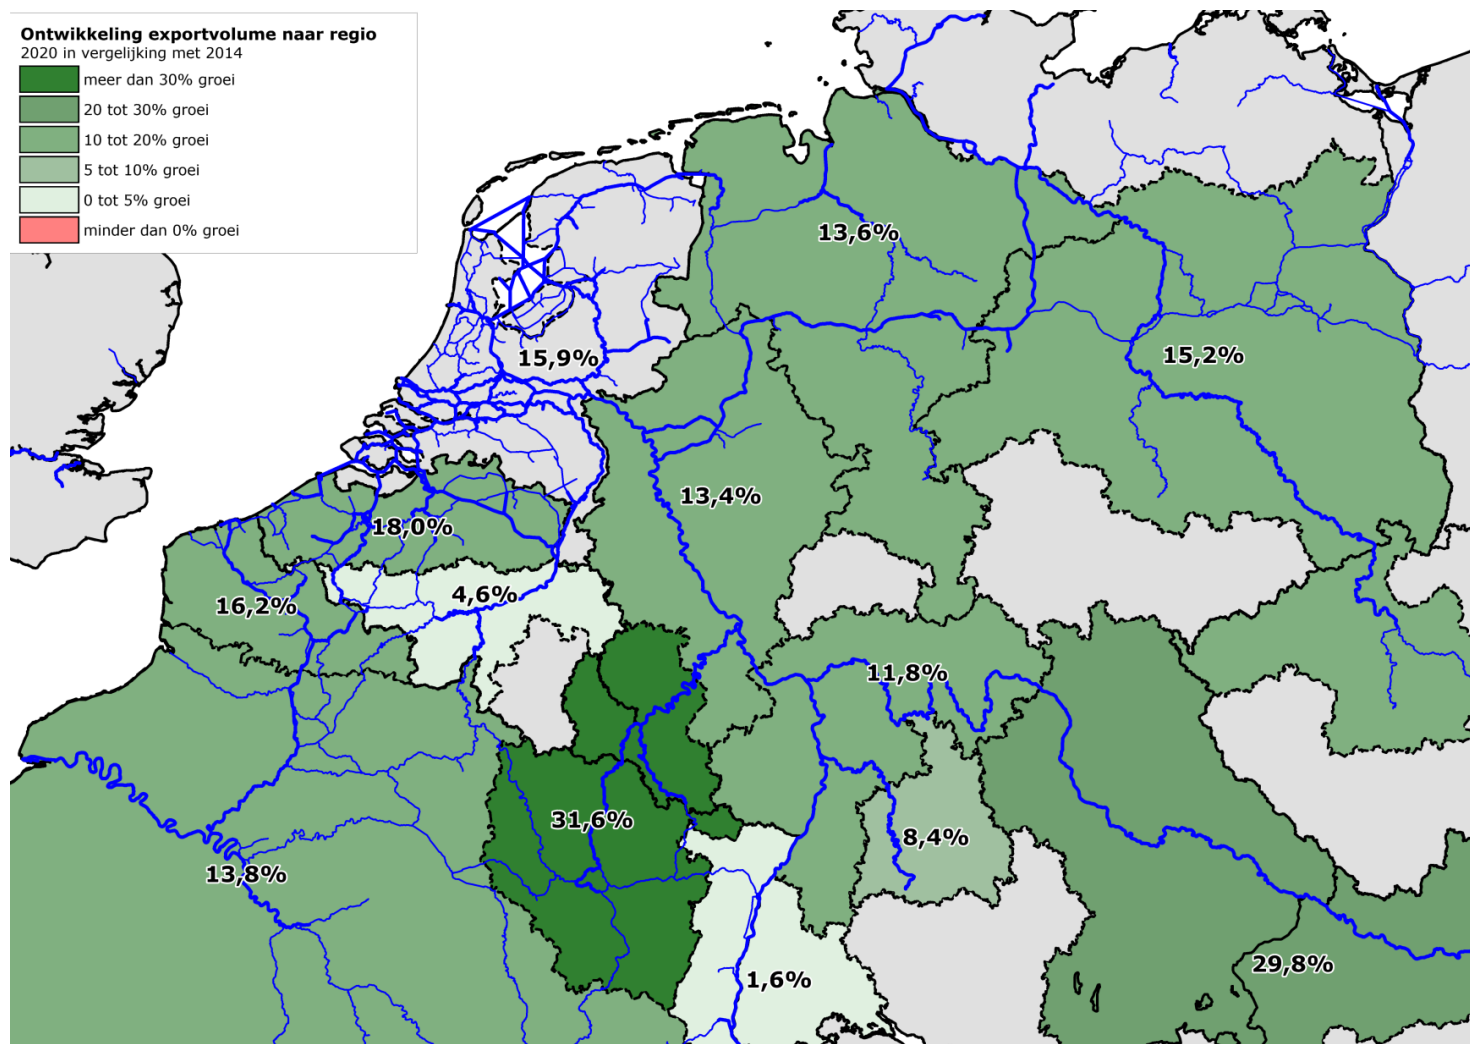 Ontwikkeling exportvolume naar regio
2020 in vergelijking met 2014
meer dan 30% groei
20 tot 30% groei
10 tot 20% groei
5 tot 10% groei
0 tot 5% groei
minder dan 0% groei
13,6%
15,9%
15,2%
13,4%
18,0%
4,6%
16,2%
11,8%
31,6%
8,4%
13,8%
29,8%
1,6%